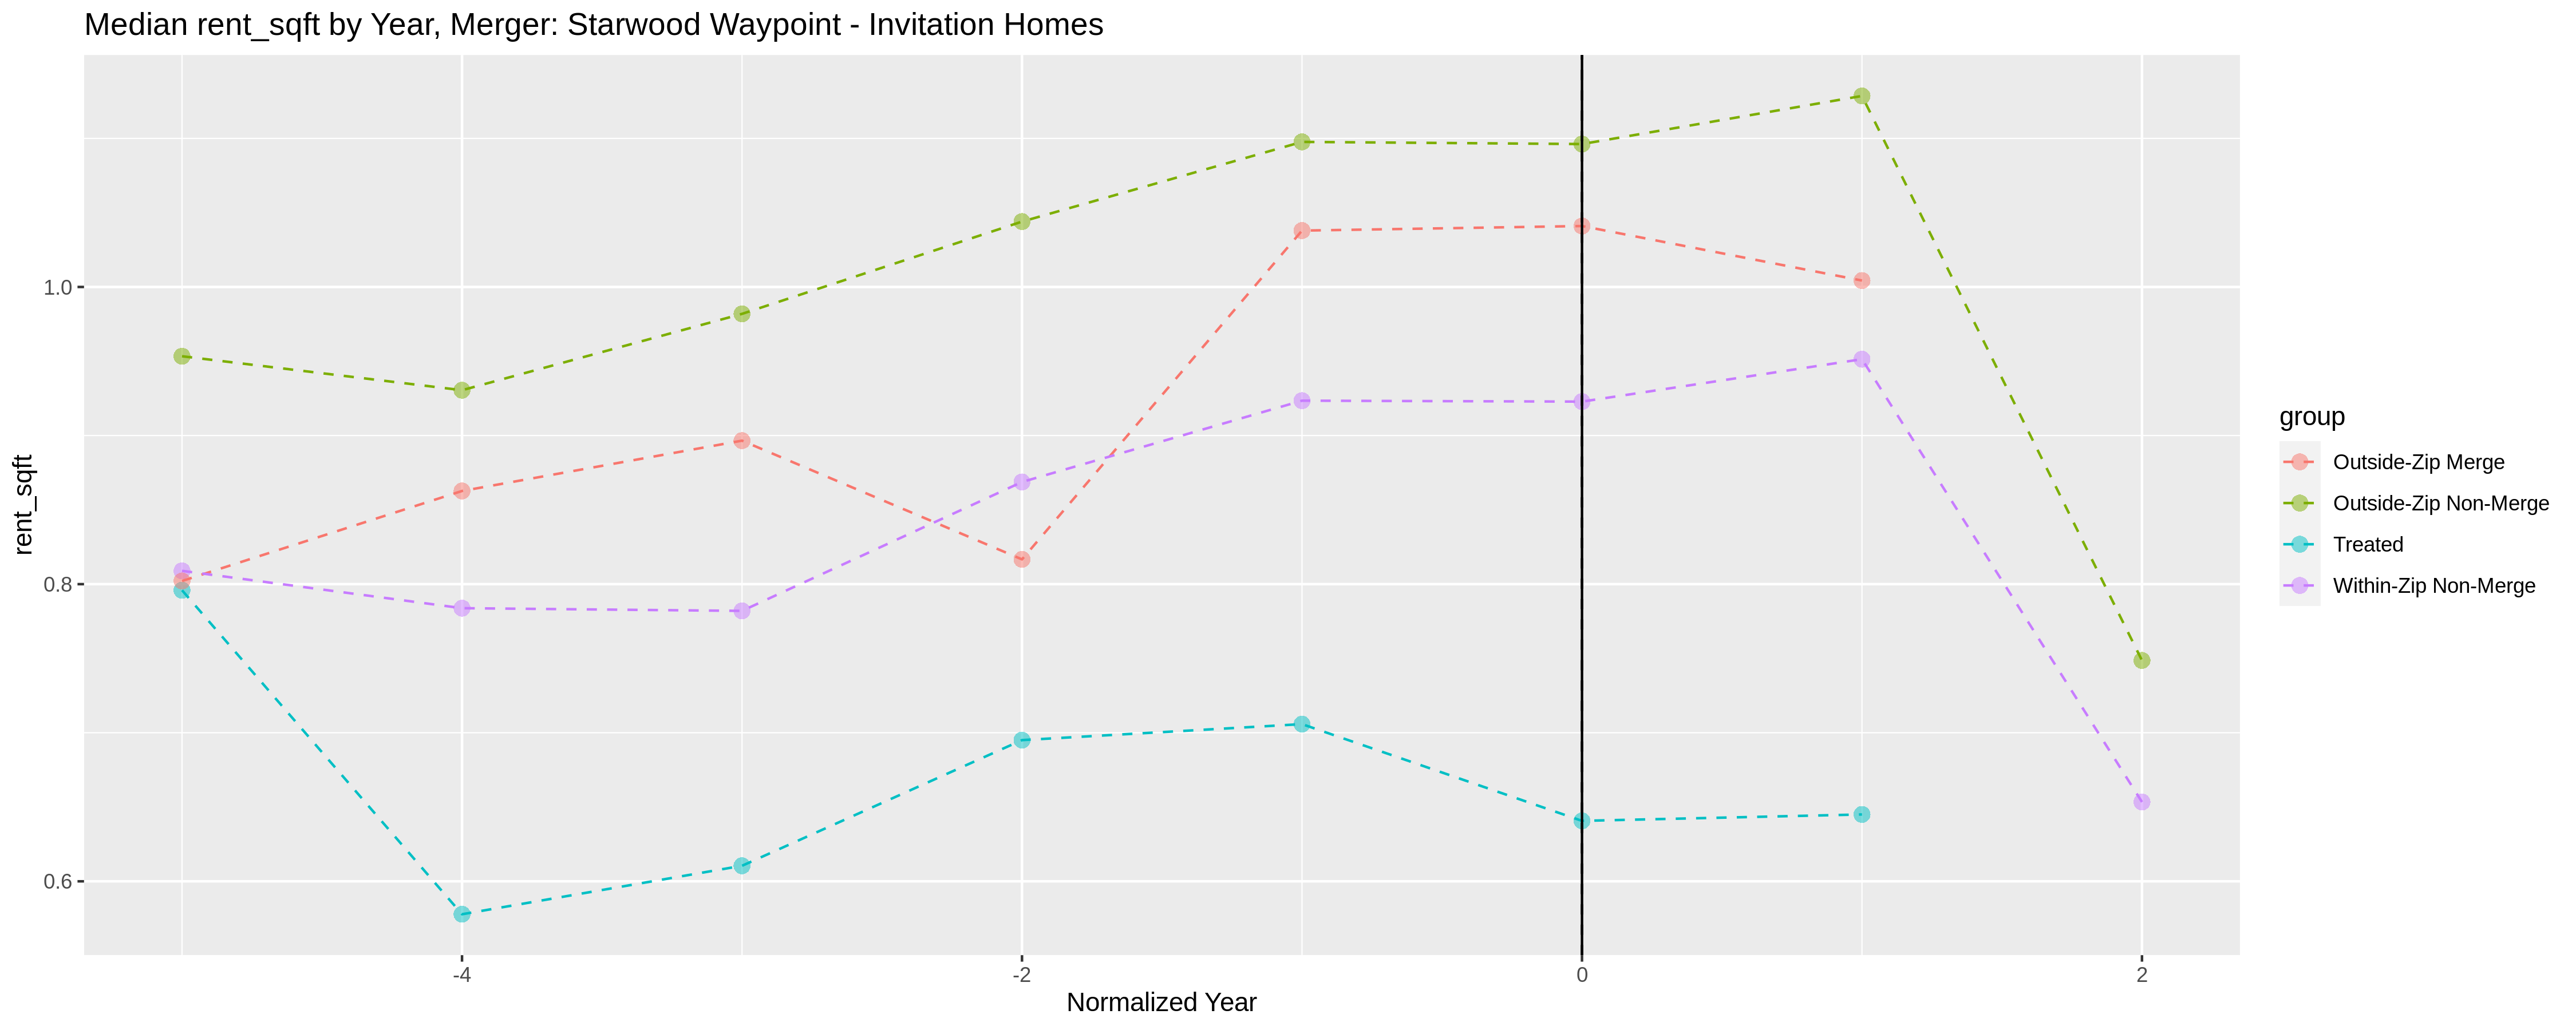 Median rent_sqft by Year, Merger: Starwood Waypoint - Invitation Homes
1.0
0.8
0.6
rent_sqft
-4
-2
0
2
Normalized Year
group
Outside-Zip Merge
Outside-Zip Non-Merge
Treated
Within-Zip Non-Merge